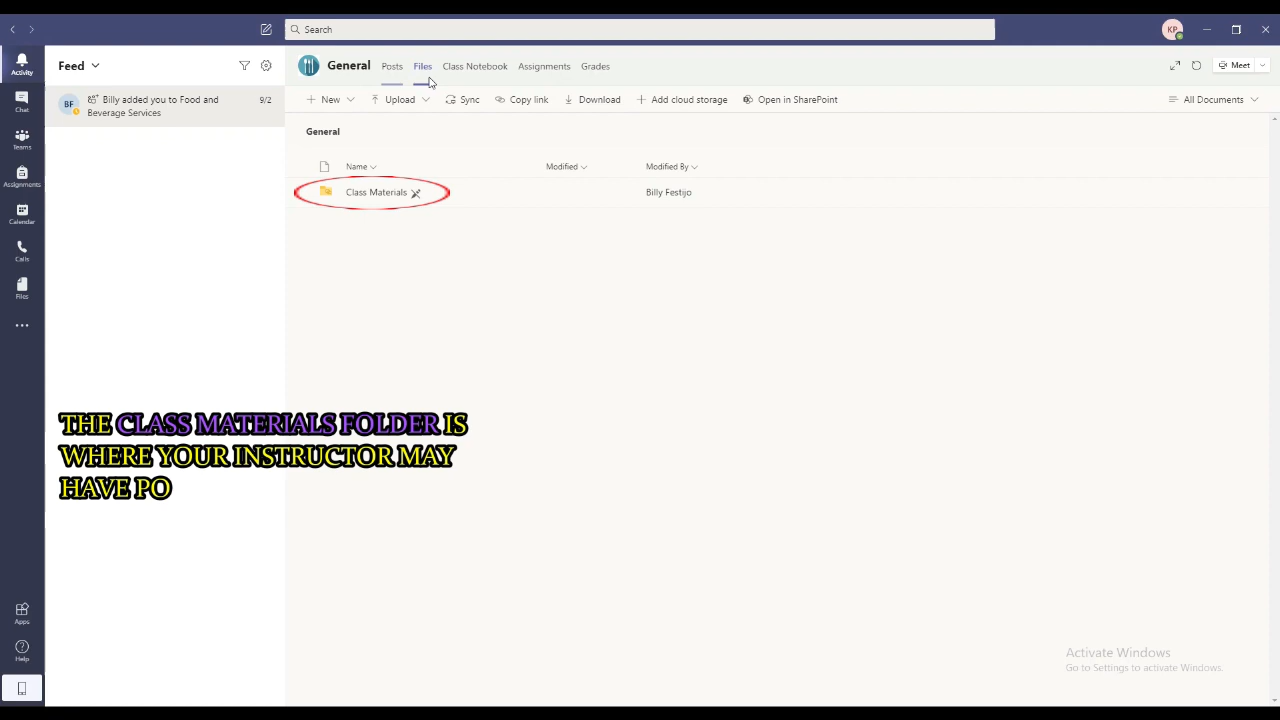 Search
KP
Activity
Chat
Teams
Assignments
Calendar
Calls
Files
Apps
Help
Feed
BF
Billy added you to Food and
Beverage Services
9/2
General
Posts
Files
Class Notebook
Assignments
Grades
Meet
New
Upload
Sync
Copy link
Download
Add cloud storage
Open in SharePoint
All Documents
General
Name
Modified
Modified By
Class Materials
Billy Festijo
THE CLASS MATERIALS FOLDER IS
WHERE YOUR INSTRUCTOR MAY
HAVE PO
Activate Windows
Go to Settings to activate Windows.